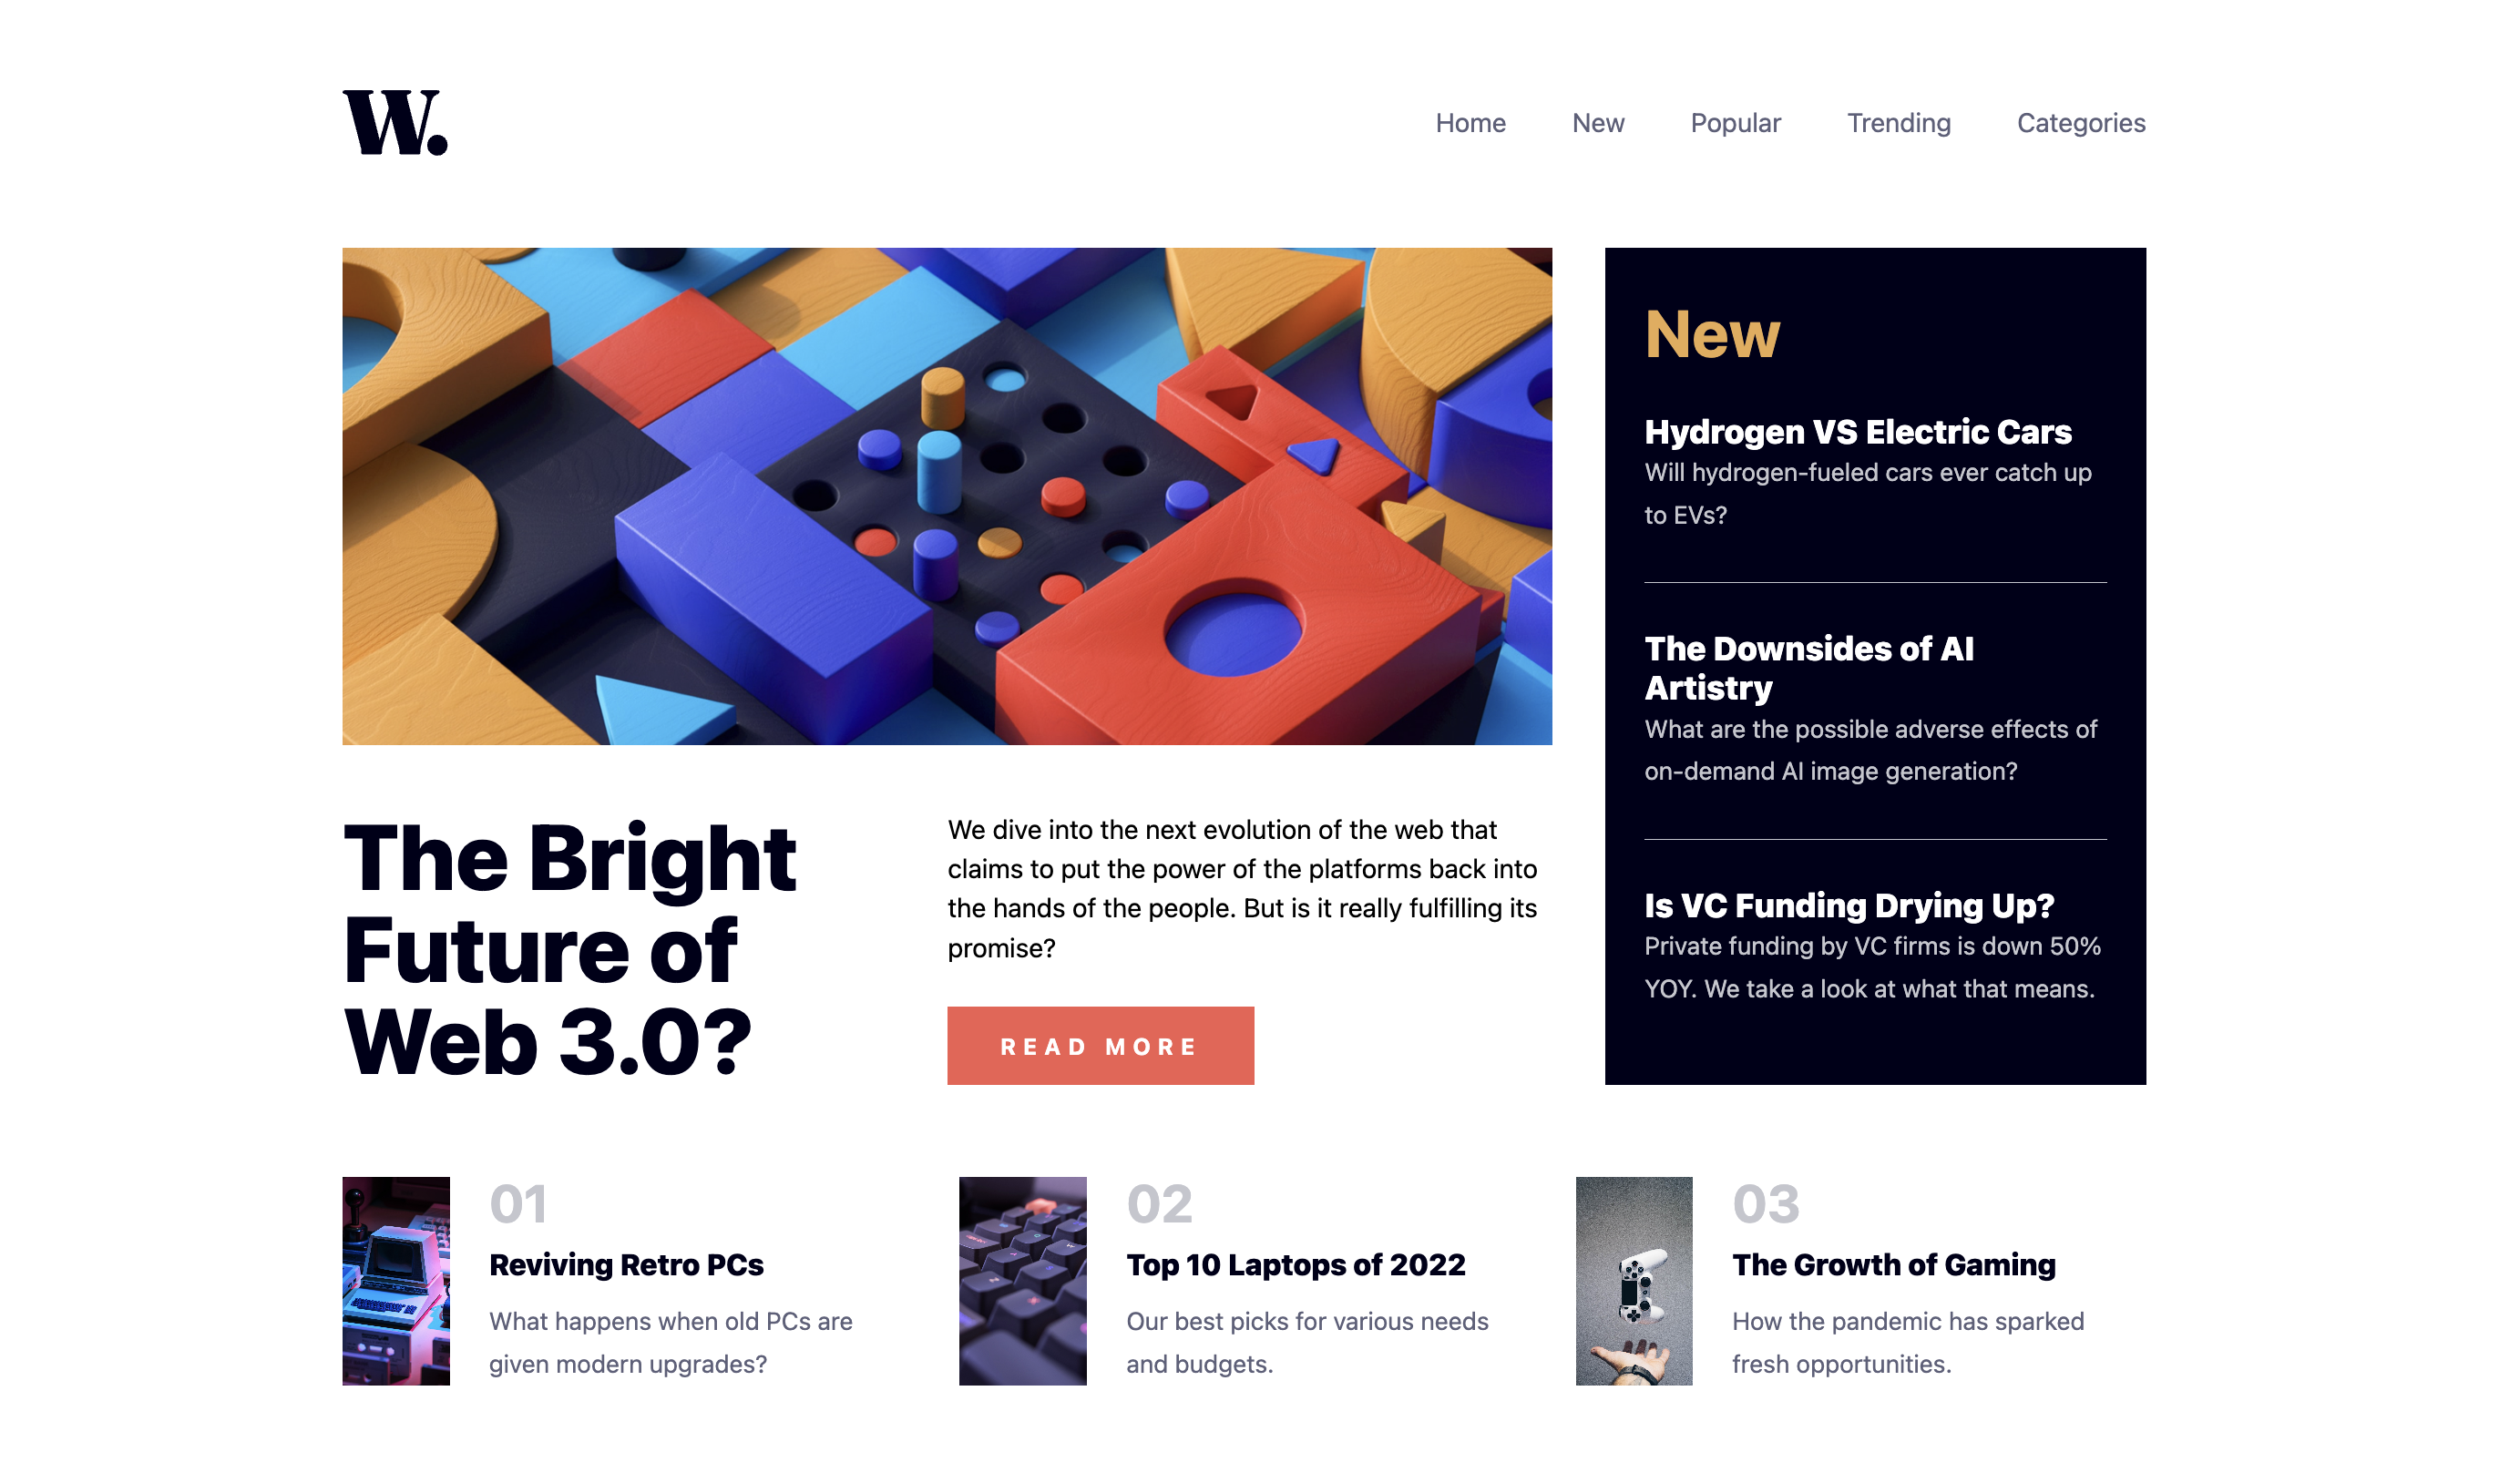 W.
Home New Popular Trending Categories
The Bright
Future of
Web 3.0?
We dive into the next evolution of the web that
claims to put the power of the platforms back into
the hands of the people. But is it really fulfilling its
promise?
READ MORE
New
Hydrogen VS Electric Cars
Will hydrogen-fueled cars ever catch up
to EVs?
The Downsides of AI
Artistry
What are the possible adverse effects of
on-demand AI image generation?
Is VC Funding Drying Up?
Private funding by VC firms is down 50%
YOY. We take a look at what that means.
01
Reviving Retro PCs
What happens when old PCs are
given modern upgrades?
02
Top 10 Laptops of 2022
Our best picks for various needs
and budgets.
03
The Growth of Gaming
How the pandemic has sparked
fresh opportunities.